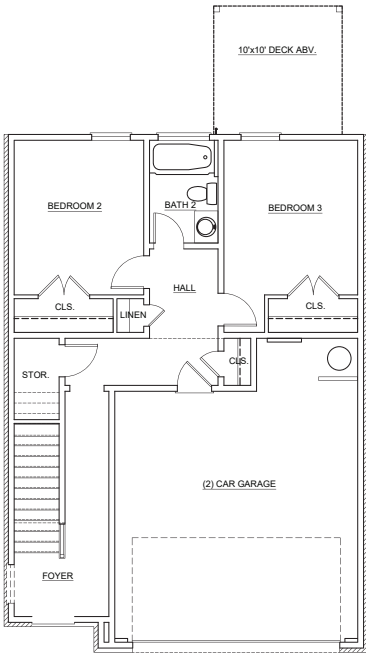 10'x10' DECK ABV.
BEDROOM 2
BATH 2
BEDROOM 3
HALL
CLS.
LINEN
CLS.
STOR.
CLS.
(2) CAR GARAGE
FOYER